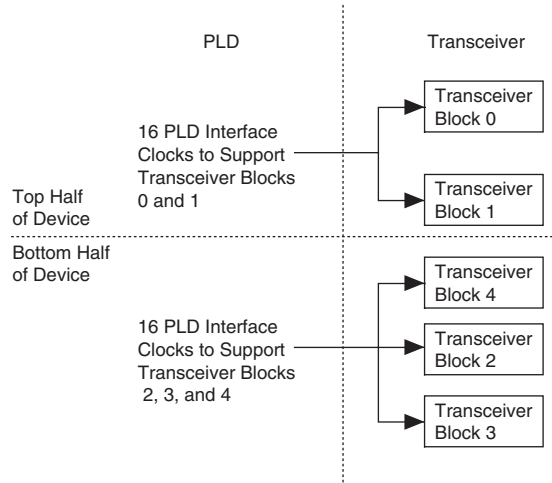 PLD
Transceiver
Transceiver
Block 0
16 PLD Interface
Clocks to Support
Transceiver Blocks
0 and 1
Transceiver
Block 1
Top Half
of Device
Bottom Half
of Device
Transceiver
Block 4
16 PLD Interface
Clocks to Support
Transceiver Blocks
2, 3, and 4
Transceiver
Block 2
Transceiver
Block 3